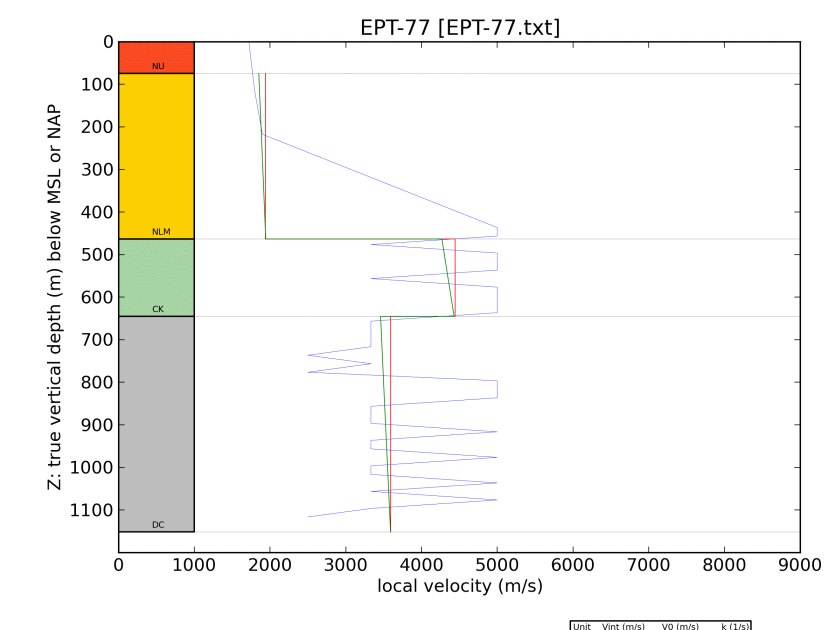 EPT-77 [EPT-77.txt]
Z: true vertical depth (m) below MSL or NAP
0
100
200
300
400
500
600
700
800
900
1000
1100
NU
NLM
CK
DC
0 1000 2000 3000 4000 5000 6000 7000 8000 9000
local velocity (m/s)
Unit Vint (m/s) V0 (m/s) k (1/s)